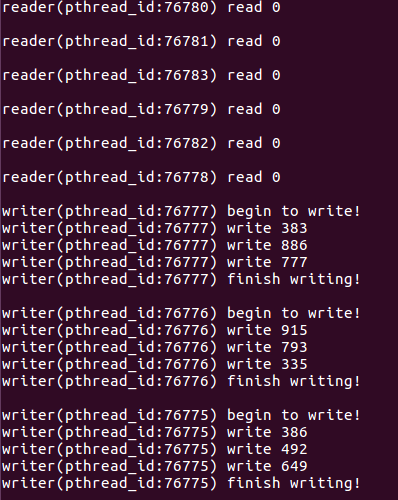 reader(pthread_id:76780) read 0
reader(pthread_id:76781) read 0
reader(pthread_id:76783) read 0
reader(pthread_id:76779) read 0
reader(pthread_id:76782) read 0
reader(pthread_id:76778) read 0
writer(pthread_id:76777) begin to write!
writer(pthread_id:76777) write 383
writer(pthread_id:76777) write 886
writer(pthread_id:76777) write 777
writer(pthread_id:76777) finish writing!
writer(pthread_id:76776) begin to write!
writer(pthread_id:76776) write 915
writer(pthread_id:76776) write 793
writer(pthread_id:76776) write 335
writer(pthread_id:76776) finish writing!
writer(pthread_id:76775) begin to write!
writer(pthread_id:76775) write 386
writer(pthread_id:76775) write 492
writer(pthread_id:76775) write 649
writer(pthread_id:76775) finish writing!